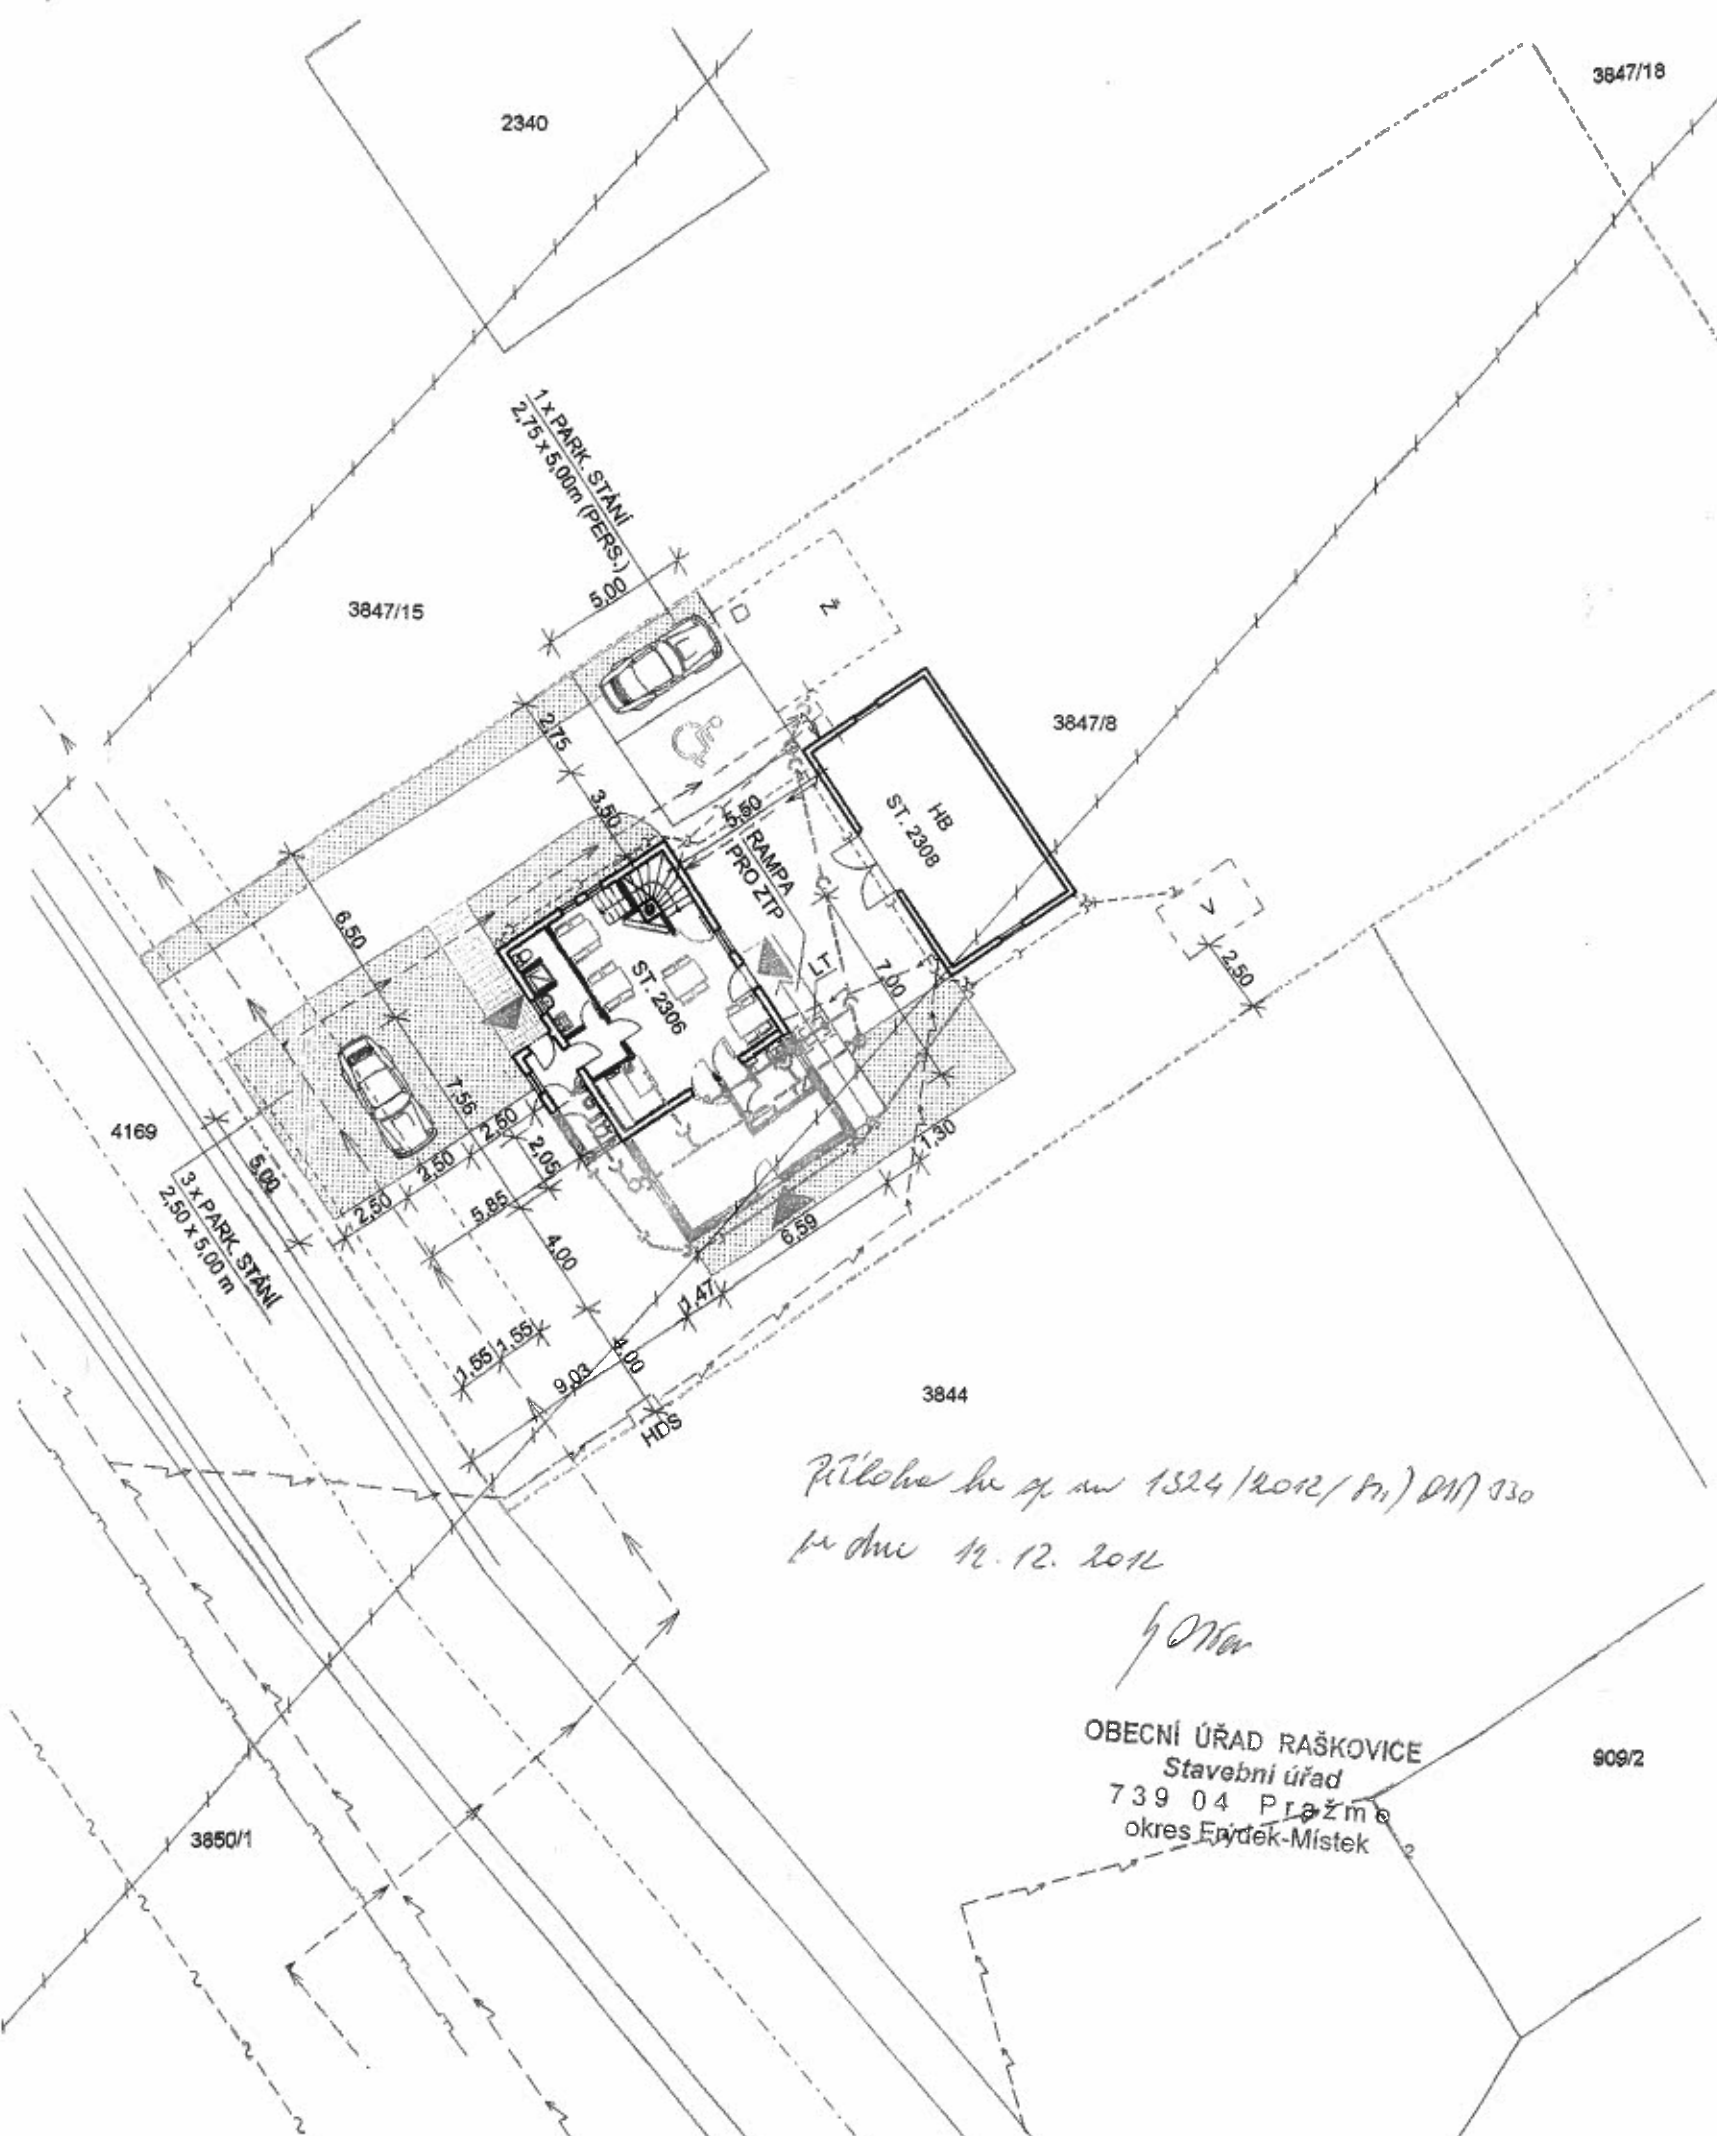 3847/18
2340
1 x PARK. STÁNÍ
2,75 x 5,00m (PERS.)
5,00
3847/15
Ž
2,75
3847/8
3,50
5,50
HB
ST. 2308
RAMPA
PRO ZTP
6,50
V
2,50
LT
7,00
ST. 2306
7,56
2,50
4169
2,50
2,05
1,30
5,00
2,50
5,85
3 x PARK. STÁNÍ
2,50 x 5,00 m
6,59
4,00
1,47
1,55
1,55
4,00
9,03
3844
HDS
1324/2012/
12. 12. 2012
OBECNÍ ÚŘAD RAŠKOVICE
Stavební úřad
739 04 Pražmo
okres Frýdek-Místek
909/2
3850/1